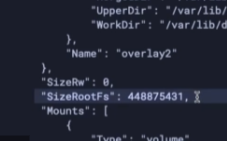 "UpperDir": "/var/lib/
"WorkDir": "/var/lib/
},
"Name": "overlay2"
},
"SizeRw": 0,
"SizeRootFs": 448875431,
"Mounts": [
{
"Type": "volume"